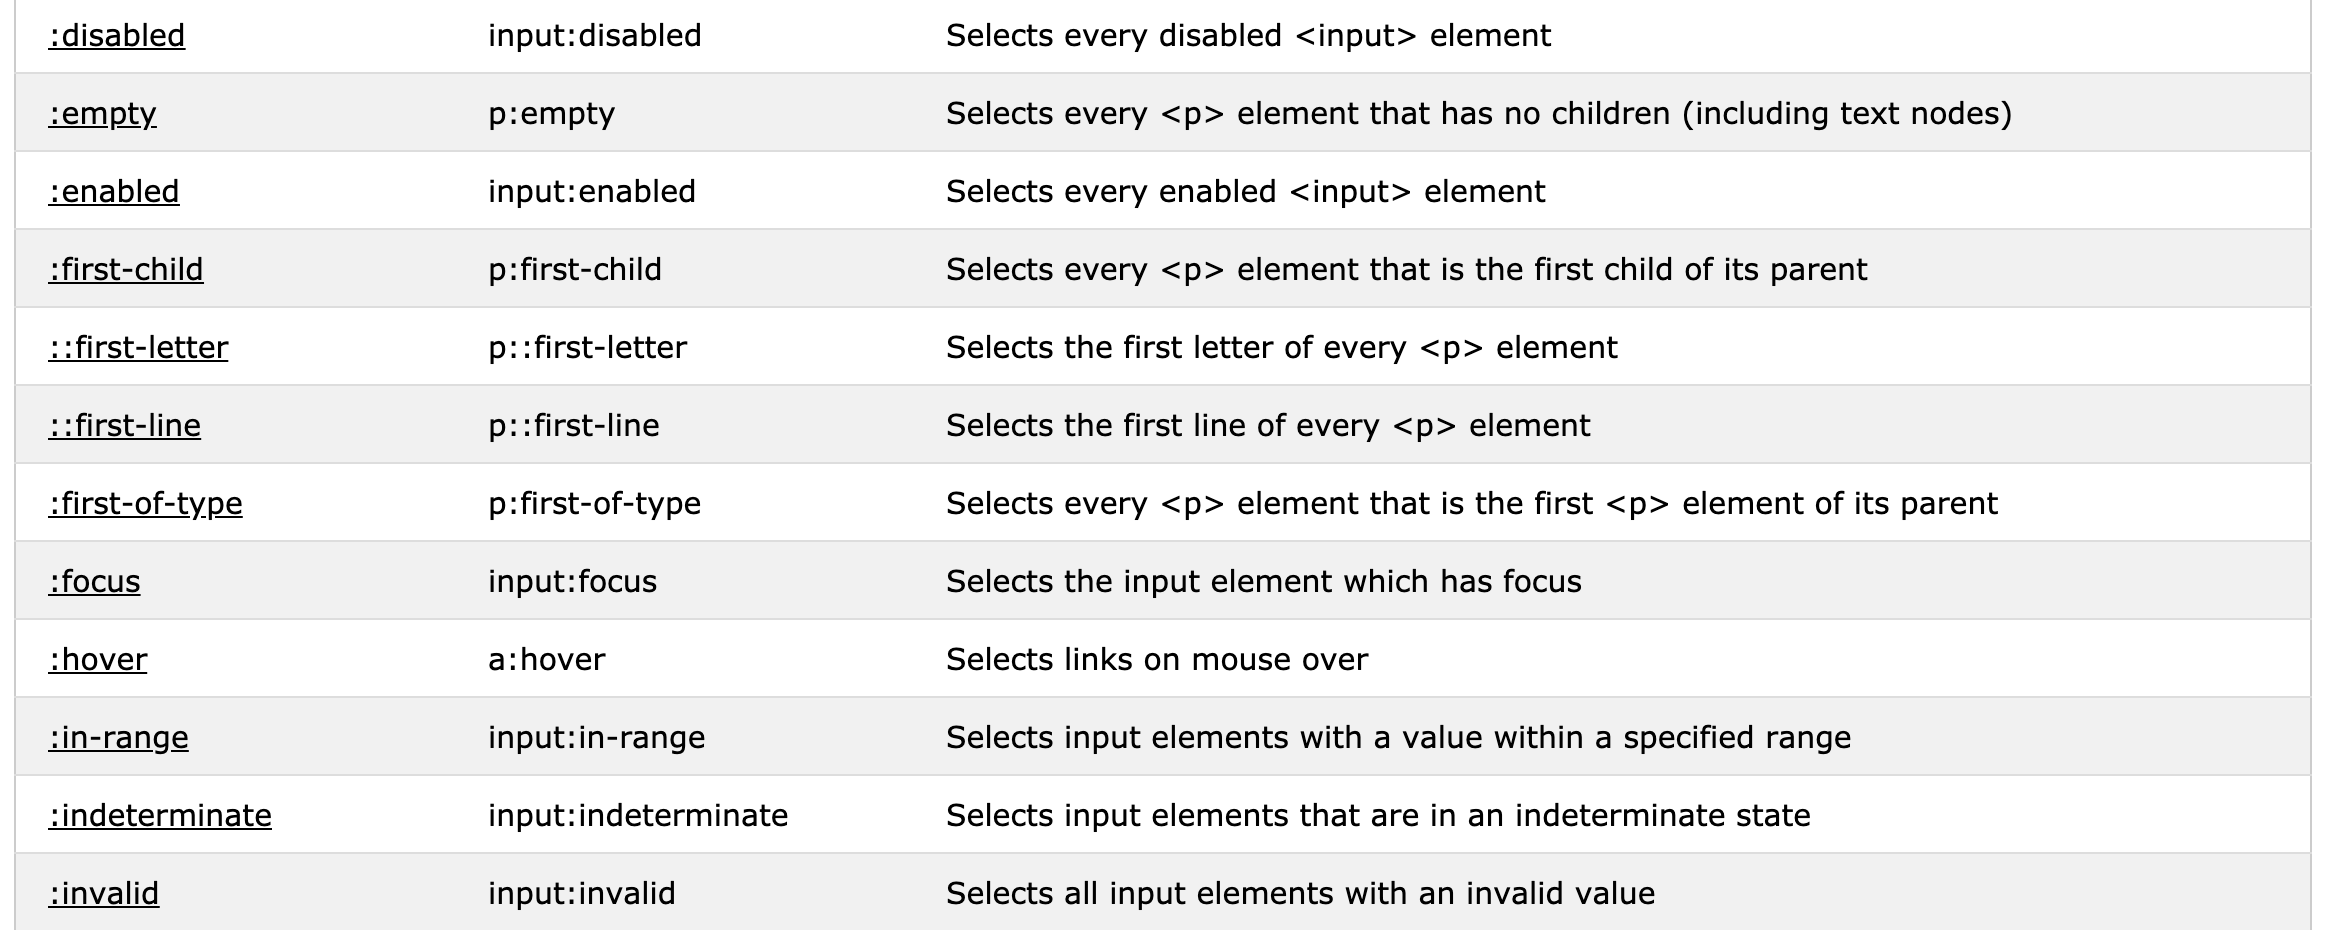 :disabled input:disabled Selects every disabled <input> element
:empty p:empty Selects every <p> element that has no children (including text nodes)
:enabled input:enabled Selects every enabled <input> element
:first-child p:first-child Selects every <p> element that is the first child of its parent
::first-letter p::first-letter Selects the first letter of every <p> element
::first-line p::first-line Selects the first line of every <p> element
:first-of-type p:first-of-type Selects every <p> element that is the first <p> element of its parent
:focus input:focus Selects the input element which has focus
:hover a:hover Selects links on mouse over
:in-range input:in-range Selects input elements with a value within a specified range
:indeterminate input:indeterminate Selects input elements that are in an indeterminate state
:invalid input:invalid Selects all input elements with an invalid value